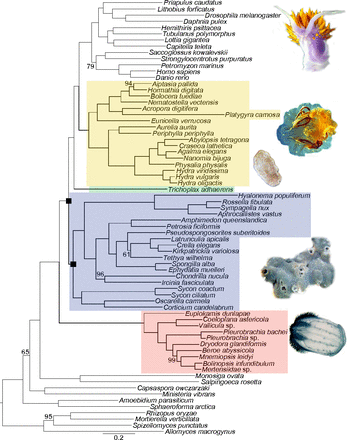 Priapulus caudatus
Lithobius forficatus
Drosophila melanogaster
Daphnia pulex
Hemithiris psittacea
Tubulanus polymorphus
Lottia gigantea
Capitella teleta
Saccoglossus kowalevskii
Strongylocentrotus purpuratus
79
Petromyzon marinus
Homo sapiens
Danio rerio
94
Aiptasia pallida
Hormathia digitata
Bolocera tuediae
Nematostella vectensis
Acropora digitifera
Platygyra carnosa
Eunicella verrucosa
Aurelia aurita
Periphylla periphylla
Abylopsis tetragona
Craseoa lathetica
Agalma elegans
Nanomia bijuga
Physalia physalis
Hydra viridissima
Hydra vulgaris
Hydra oligactis
Trichoplax adhaerens
Hyalonema populiferum
Rossella fibulata
Sympagella nux
Aphrocallistes vastus
Amphimedon queenslandica
Petrosia ficiformis
Pseudospongosorites suberitoides
Latrunculia apicalis
Crella elegans
61
Kirkpatrickia variolosa
Tethya wilhelmia
Spongilla alba
Ephydatia muelleri
96
Chondrilla nucula
Ircinia fasciculata
Sycon coactum
Sycon ciliatum
Oscarella carmela
Corticium candelabrum
Euplokamis dunlapae
Coeloplana astericola
Vallicula sp.
Pleurobrachia bachei
Pleurobrachia sp.
Dryodora glandiformis
Beroe abyssicola
99
Mnemiopsis leidyi
Bolinopsis infundibulum
Mertensiidae sp.
65
Monosiga ovata
Salpingoeca rosetta
Capsaspora owczarzaki
Ministeria vibrans
Amoebidium parasiticum
Sphaeroforma arctica
95
Rhizopus oryzae
Mortierella verticillata
Spizellomyces punctatus
Allomyces macrogynus
0.2